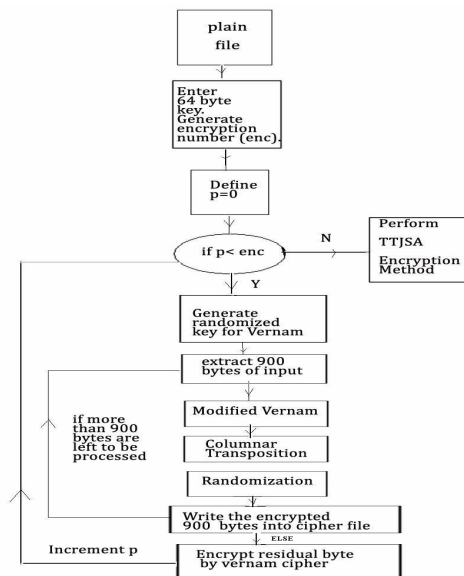 plain
file
Enter
64 byte
key.
Generate
encryption
number (enc).
Define
p=0
if p< enc
N
Perform
TTJSA
Encryption
Method
Y
Generate
randomized
key for Vernam
extract 900
bytes of input
if more
than 900
bytes are
left to be
processed
Modified Vernam
Columnar
Transposition
Randomization
Write the encrypted
900 bytes into cipher file
ELSE
Increment p
Encrypt residual byte
by vernam cipher